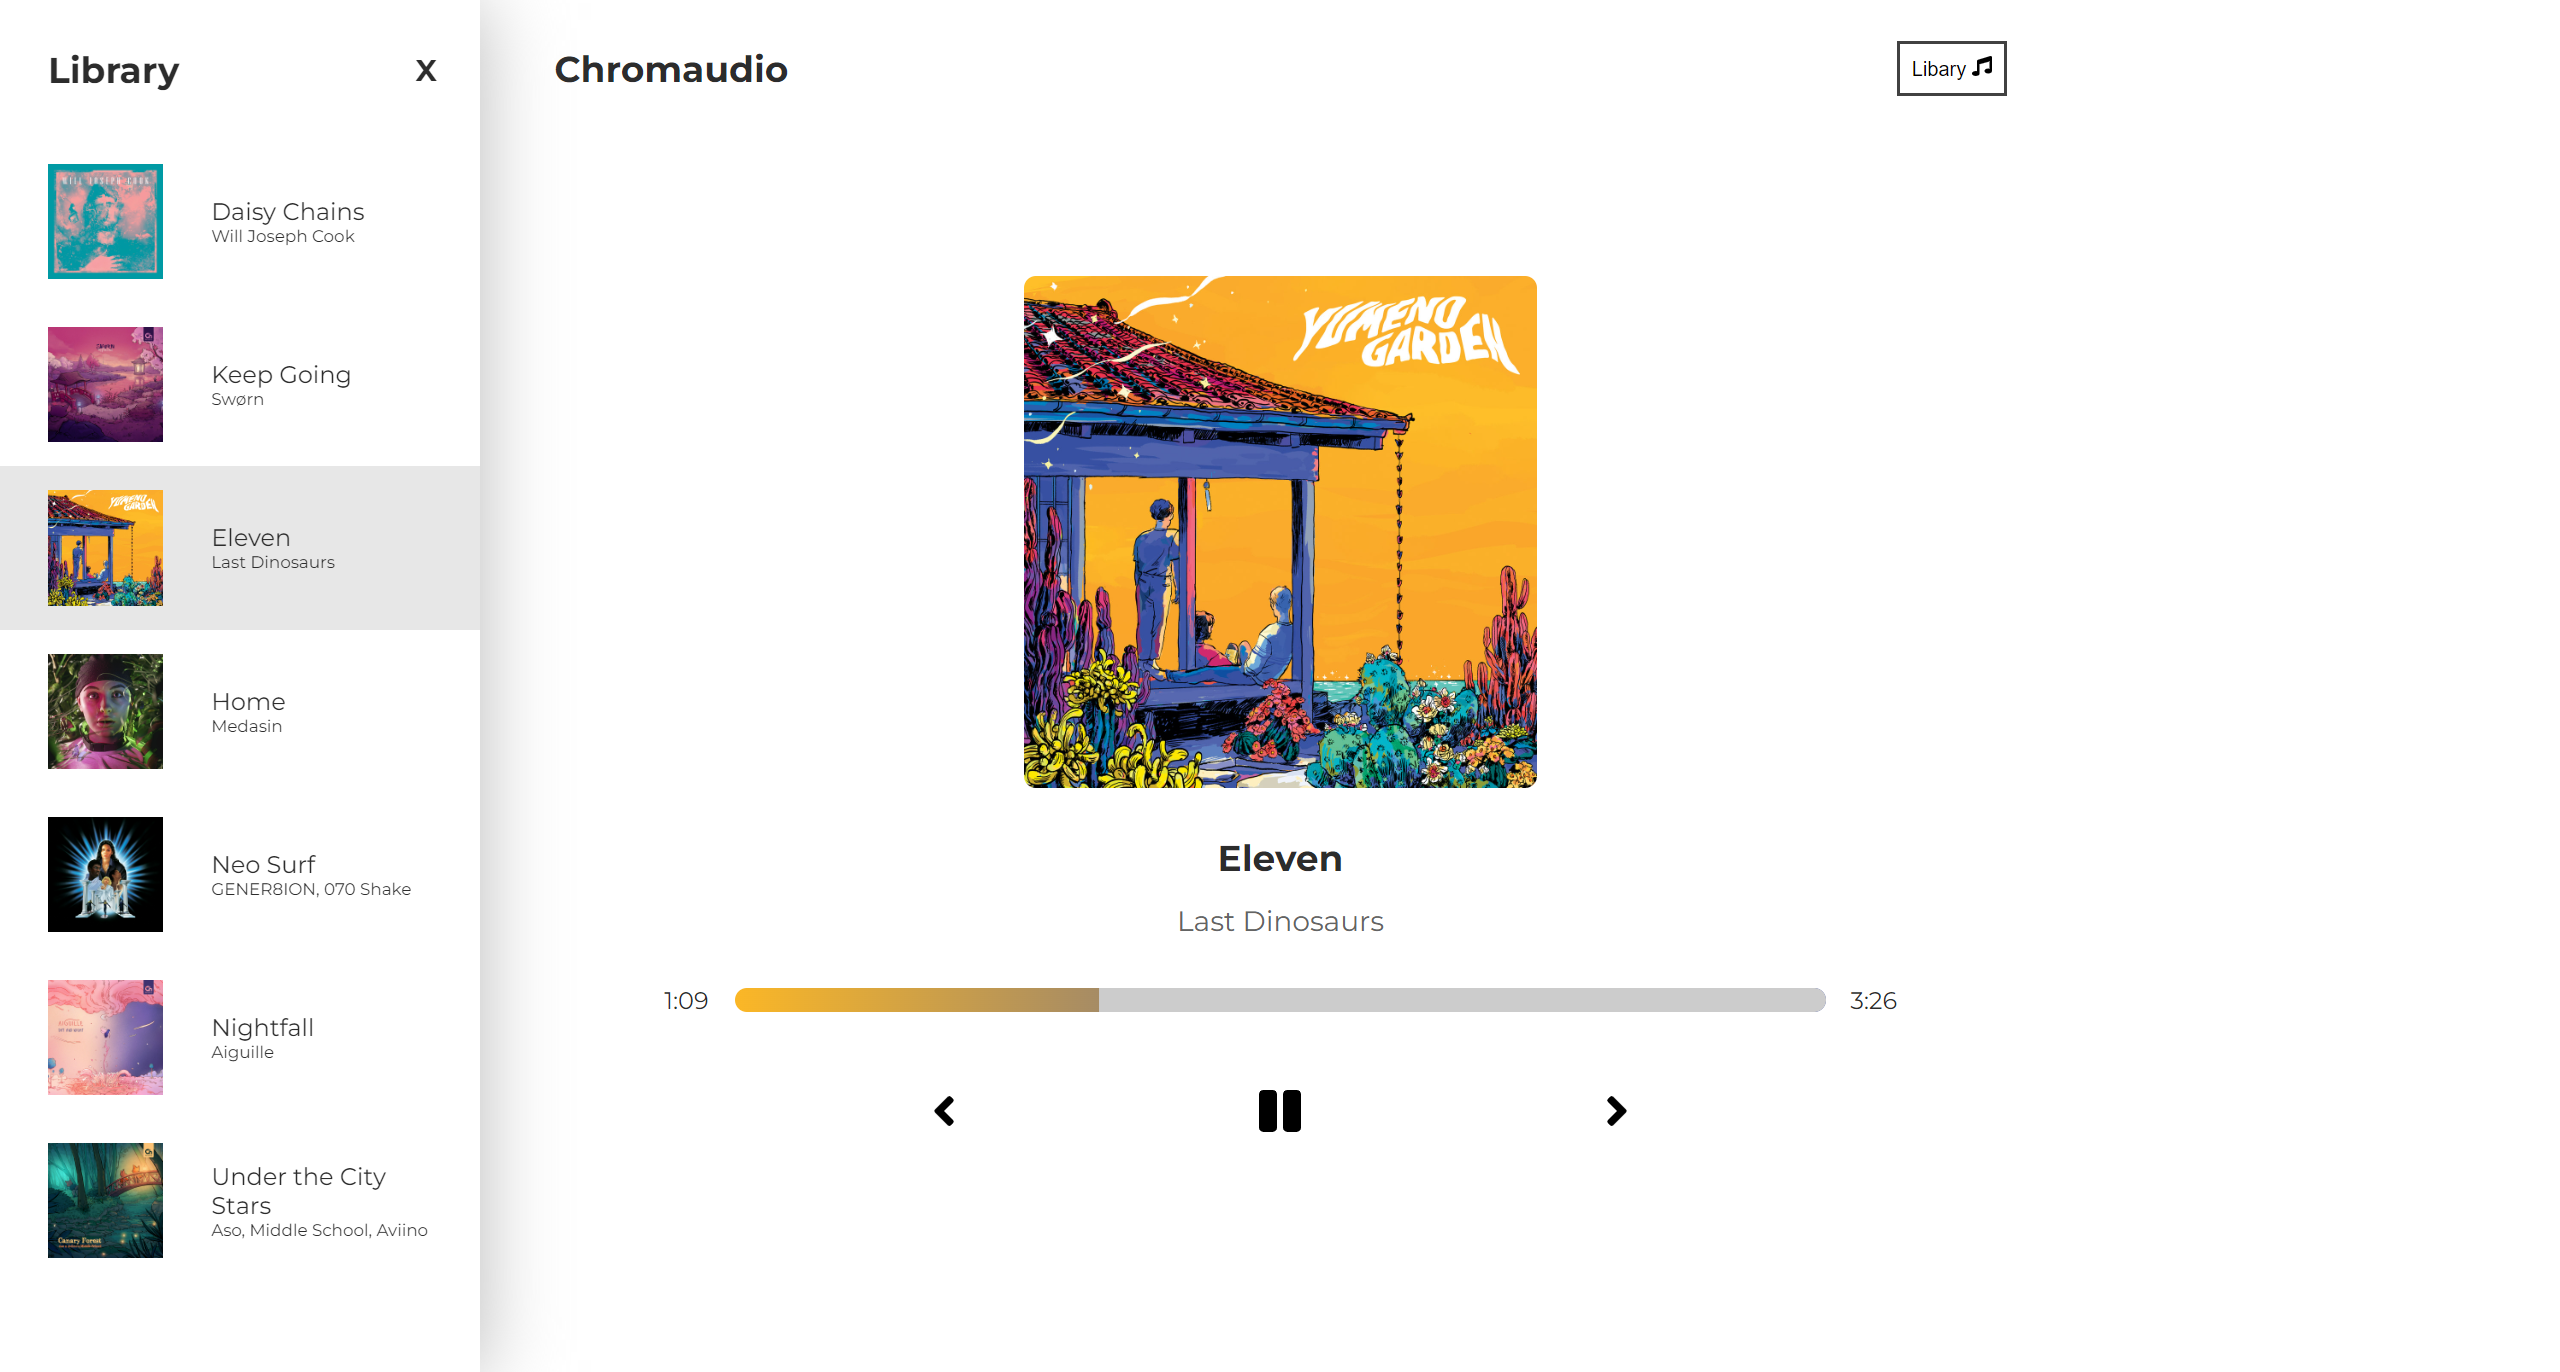 Library
X
Chromaudio
Libary
WILL JOSEPH COOK
Daisy Chains
Will Joseph Cook
Keep Going
Swørn
YUMENO
GARDEN
Eleven
Last Dinosaurs
Home
Medasin
Neo Surf
GENER8ION, 070 Shake
Nightfall
Aiguille
Under the City
Stars
Aso, Middle School, Aviino
Canary Forest
YUMENO
GARDEN
Eleven
Last Dinosaurs
1:09
3:26